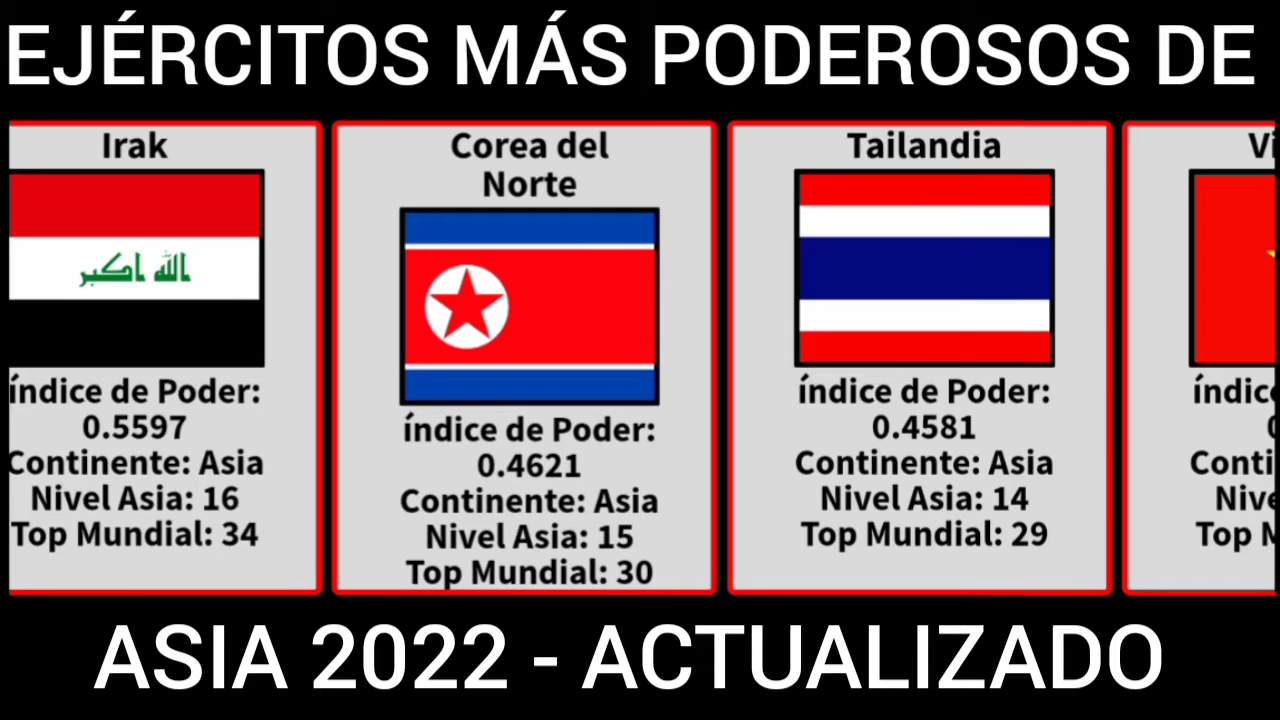 EJÉRCITOS MÁS PODEROSOS DE
Irak
الله اكبر
índice de Poder:
0.5597
Continente: Asia
Nivel Asia: 16
Top Mundial: 34
Corea del
Norte
índice de Poder:
0.4621
Continente: Asia
Nivel Asia: 15
Top Mundial: 30
Tailandia
índice de Poder:
0.4581
Continente: Asia
Nivel Asia: 14
Top Mundial: 29
ASIA 2022 - ACTUALIZADO